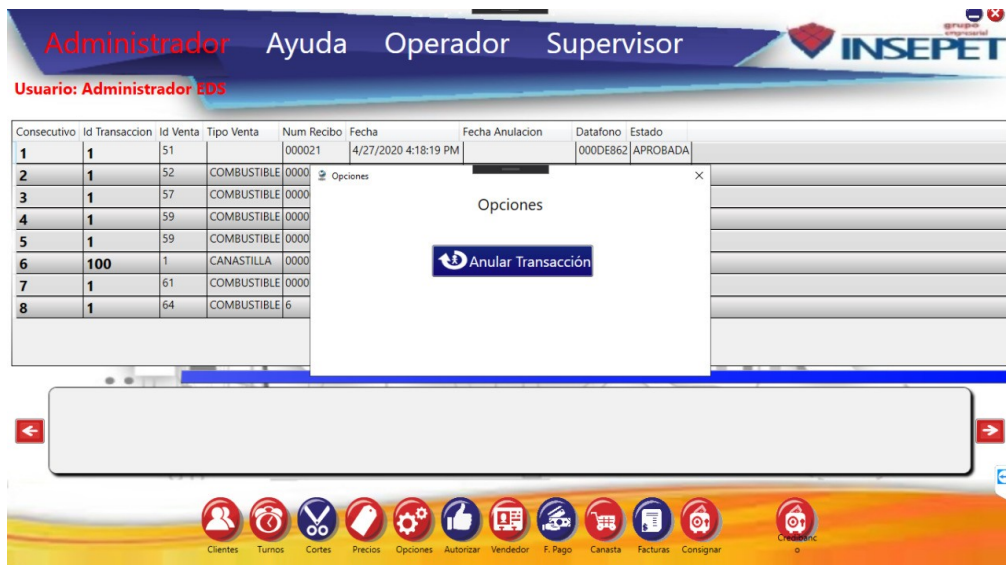 grupo
empresarial
INSEPET
Administrador Ayuda Operador Supervisor
Usuario: Administrador EDS
Consecutivo Id Transaccion Id Venta Tipo Venta Num Recibo Fecha Fecha Anulacion Datafono Estado
1 1 51 000021 4/27/2020 4:18:19 PM 000DE862 APROBADA
2 1 52 COMBUSTIBLE 0000
3 1 57 COMBUSTIBLE 0000
4 1 59 COMBUSTIBLE 0000
5 1 59 COMBUSTIBLE 0000
6 100 1 CANASTILLA 0000
7 1 61 COMBUSTIBLE 0000
8 1 64 COMBUSTIBLE 6
Opciones
Opciones
Anular Transacción
Clientes Turnos Cortes Precios Opciones Autorizar Vendedor F. Pago Canasta Facturas Consignar Credibanc
o